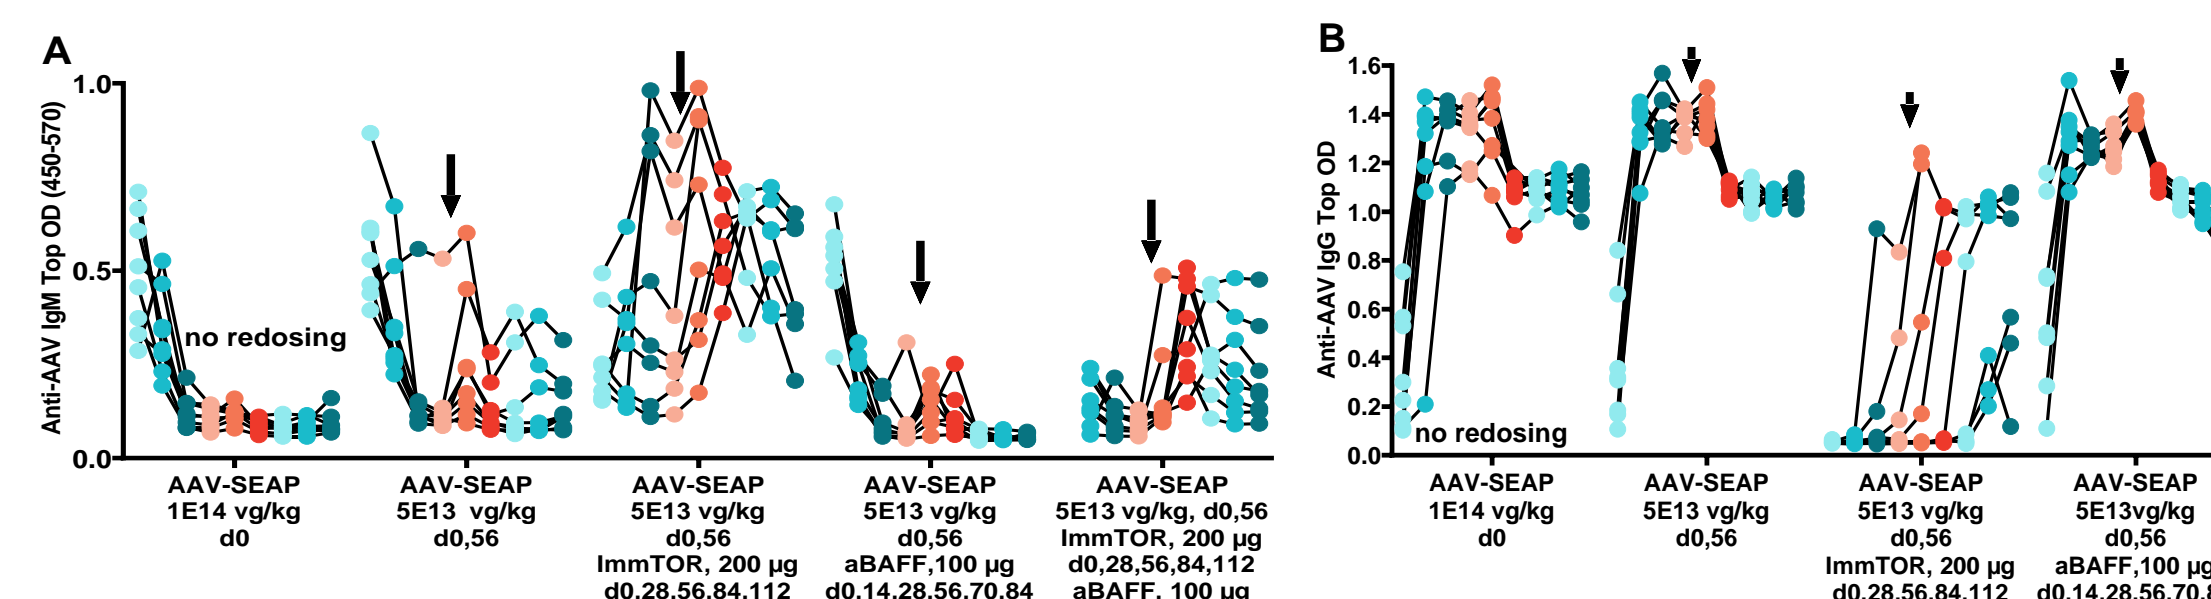 A
B
Anti-AAV IgM Top OD (450-570)
1.0
0.5
0.0
no redosing
AAV-SEAP
1E14 vg/kg
d0
AAV-SEAP
5E13 vg/kg
d0,56
AAV-SEAP
5E13 vg/kg
d0,56
ImmTOR, 200 µg
d0,28,56,84,112
AAV-SEAP
5E13 vg/kg
d0,56
aBAFF,100 µg
d0,14,28,56,70,84
AAV-SEAP
5E13 vg/kg, d0,56
ImmTOR, 200 µg
d0,28,56,84,112
aBAFF, 100 µg
Anti-AAV IgG Top OD
1.6
1.4
1.2
1.0
0.8
0.6
0.4
0.2
0.0
no redosing
AAV-SEAP
1E14 vg/kg
d0
AAV-SEAP
5E13 vg/kg
d0,56
AAV-SEAP
5E13 vg/kg
d0,56
ImmTOR, 200 µg
d0,28,56,84,112
AAV-SEAP
5E13vg/kg
d0,56
aBAFF,100 µg
d0,14,28,56,70,8